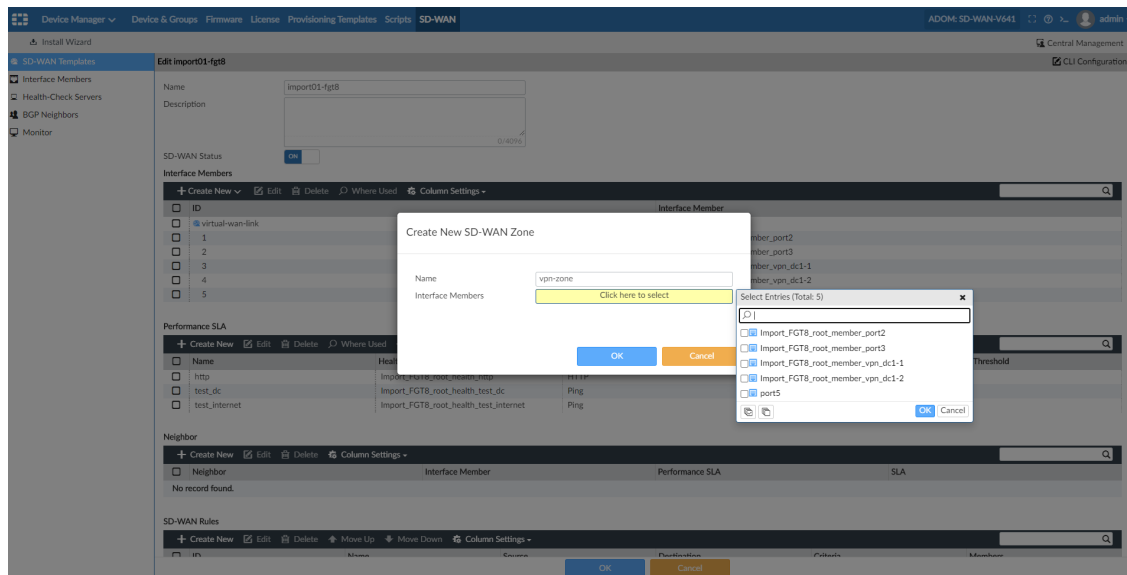 Device Manager Device & Groups Firmware License Provisioning Templates Scripts SD-WAN ADOM: SD-WAN-V641 admin
Install Wizard Central Management
SD-WAN Templates Edit import01-fgt8 CLI Configuration
Interface Members
Health-Check Servers
BGP Neighbors
Monitor
Name import01-fgt8
Description
0/4096
SD-WAN Status ON
Interface Members
Create New Edit Delete Where Used Column Settings
ID Interface Member
virtual-wan-link
1 mber_port2
2 mber_port3
3 mber_vpn_dc1-1
4 mber_vpn_dc1-2
5
Create New SD-WAN Zone
Name vpn-zone
Interface Members Click here to select
OK Cancel
Select Entries (Total: 5)
Import_FGT8_root_member_port2
Import_FGT8_root_member_port3
Import_FGT8_root_member_vpn_dc1-1
Import_FGT8_root_member_vpn_dc1-2
port5
OK Cancel
Performance SLA
Create New Edit Delete Where Used
Name Healt Threshold
http Import_FGT8_root_health_http HTTP
test_dc Import_FGT8_root_health_test_dc Ping
test_internet Import_FGT8_root_health_test_internet Ping
Neighbor
Create New Edit Delete Column Settings
Neighbor Interface Member Performance SLA SLA
No record found.
SD-WAN Rules
Create New Edit Delete Move Up Move Down Column Settings
ID Name Source Destination Criteria Members
OK Cancel